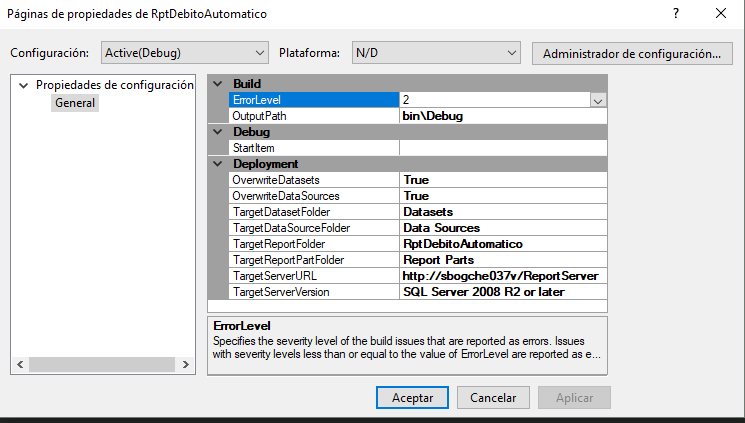 Páginas de propiedades de RptDebitoAutomatico
Configuración: Active(Debug) Plataforma: N/D Administrador de configuración...
Propiedades de configuración
General
Build
ErrorLevel 2
OutputPath bin\Debug
Debug
StartItem
Deployment
OverwriteDatasets True
OverwriteDataSources True
TargetDatasetFolder Datasets
TargetDataSourceFolder Data Sources
TargetReportFolder RptDebitoAutomatico
TargetReportPartFolder Report Parts
TargetServerURL http://sbogche037v/ReportServer
TargetServerVersion SQL Server 2008 R2 or later
ErrorLevel
Specifies the severity level of the build issues that are reported as errors. Issues
with severity levels less than or equal to the value of ErrorLevel are reported as e...
Aceptar Cancelar Aplicar